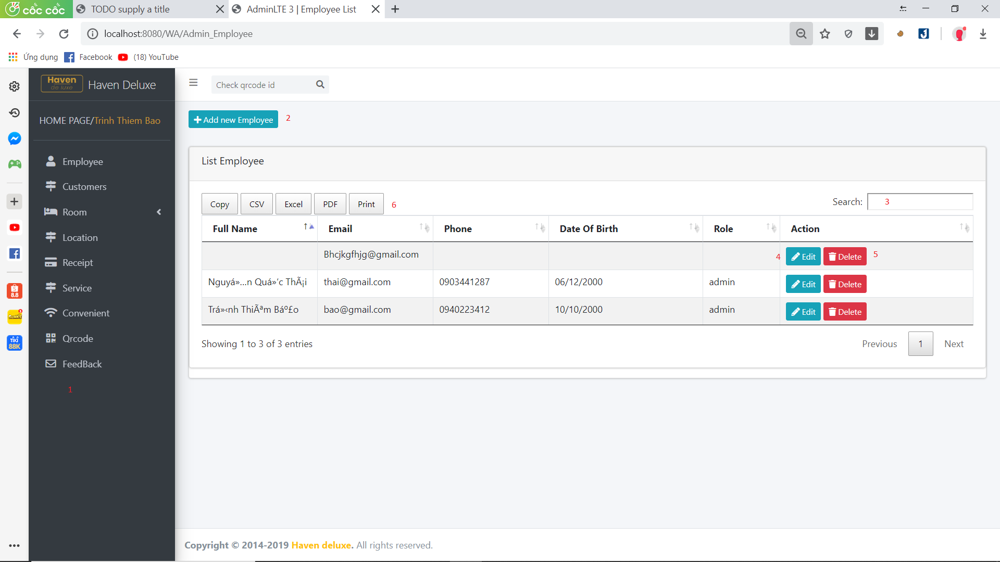 cốc cốc
TODO supply a title
AdminLTE 3 | Employee List
localhost:8080/WA/Admin_Employee
Ứng dụng
Facebook
(18) YouTube
Haven
de luxe
Haven Deluxe
Check qrcode id
HOME PAGE/Trinh Thiem Bao
Add new Employee
2
Employee
Customers
Room
Location
Receipt
Service
Convenient
Qrcode
FeedBack
1
List Employee
Copy
CSV
Excel
PDF
Print
6
Search:
3
Full Name
Email
Phone
Date Of Birth
Role
Action
Bhcjkgfhjg@gmail.com
4
Edit
Delete
5
Nguyá»…n Quá»‘c ThÃ¡i
thai@gmail.com
0903441287
06/12/2000
admin
Edit
Delete
Trá»‹nh ThiÃªm Báº£o
bao@gmail.com
0940223412
10/10/2000
admin
Edit
Delete
Showing 1 to 3 of 3 entries
Previous
1
Next
8.8
TIKI
88K
Copyright © 2014-2019 Haven deluxe. All rights reserved.